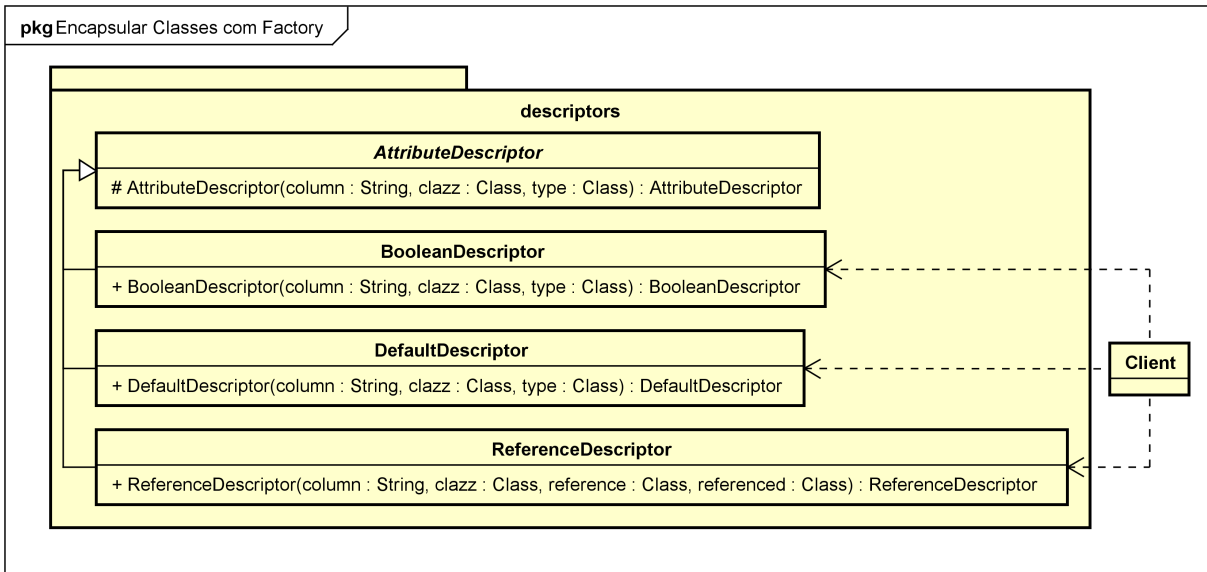 pkg Encapsular Classes com Factory
descriptors
AttributeDescriptor
# AttributeDescriptor(column : String, clazz : Class, type : Class) : AttributeDescriptor
BooleanDescriptor
+ BooleanDescriptor(column : String, clazz : Class, type : Class) : BooleanDescriptor
DefaultDescriptor
+ DefaultDescriptor(column : String, clazz : Class, type : Class) : DefaultDescriptor
Client
ReferenceDescriptor
+ ReferenceDescriptor(column : String, clazz : Class, reference : Class, referenced : Class) : ReferenceDescriptor